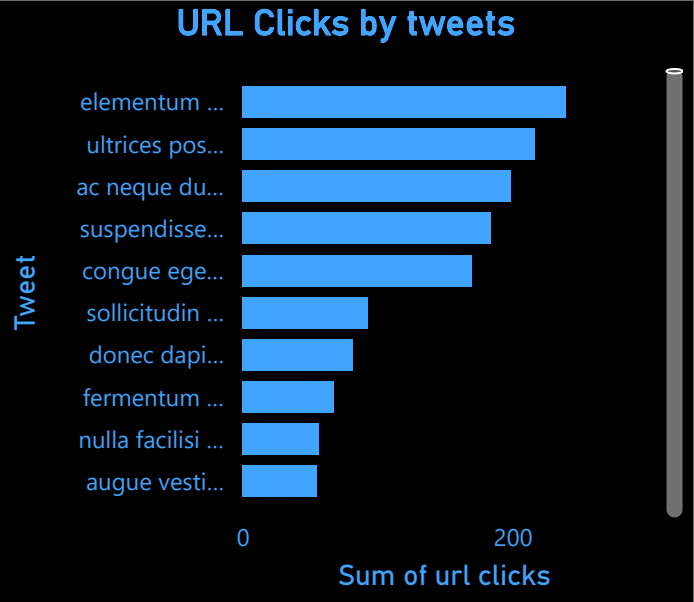 URL Clicks by tweets
Tweet
elementum ...
ultrices pos...
ac neque du...
suspendisse...
congue ege...
sollicitudin ...
donec dapi...
fermentum ...
nulla facilisi ...
augue vesti...
0 200
Sum of url clicks